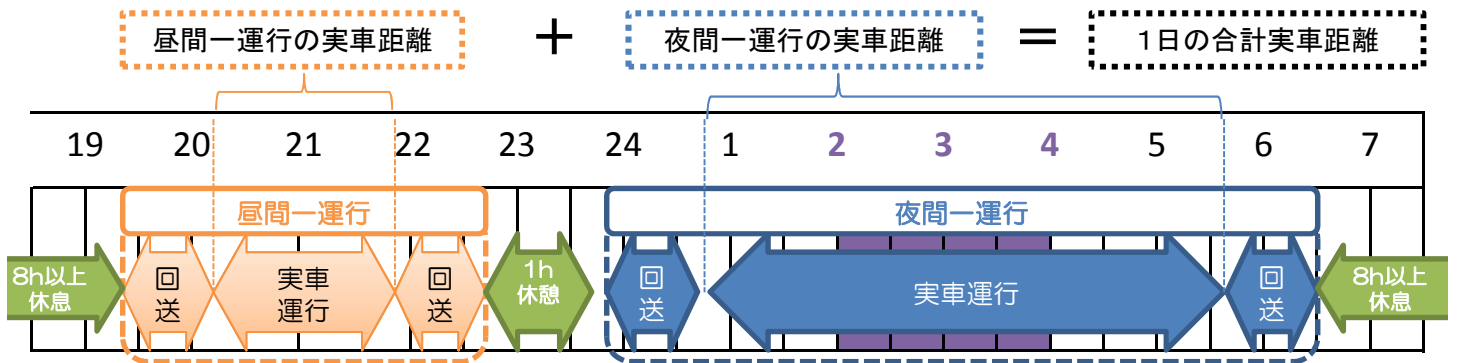 昼間一運行の実車距離 + 夜間一運行の実車距離 = 1日の合計実車距離
19 20 21 22 23 24 1 2 3 4 5 6 7
昼間一運行 夜間一運行
8h以上
休息
回
送
実車
運行
回
送
1h
休憩
回
送
実車運行
回
送
8h以上
休息